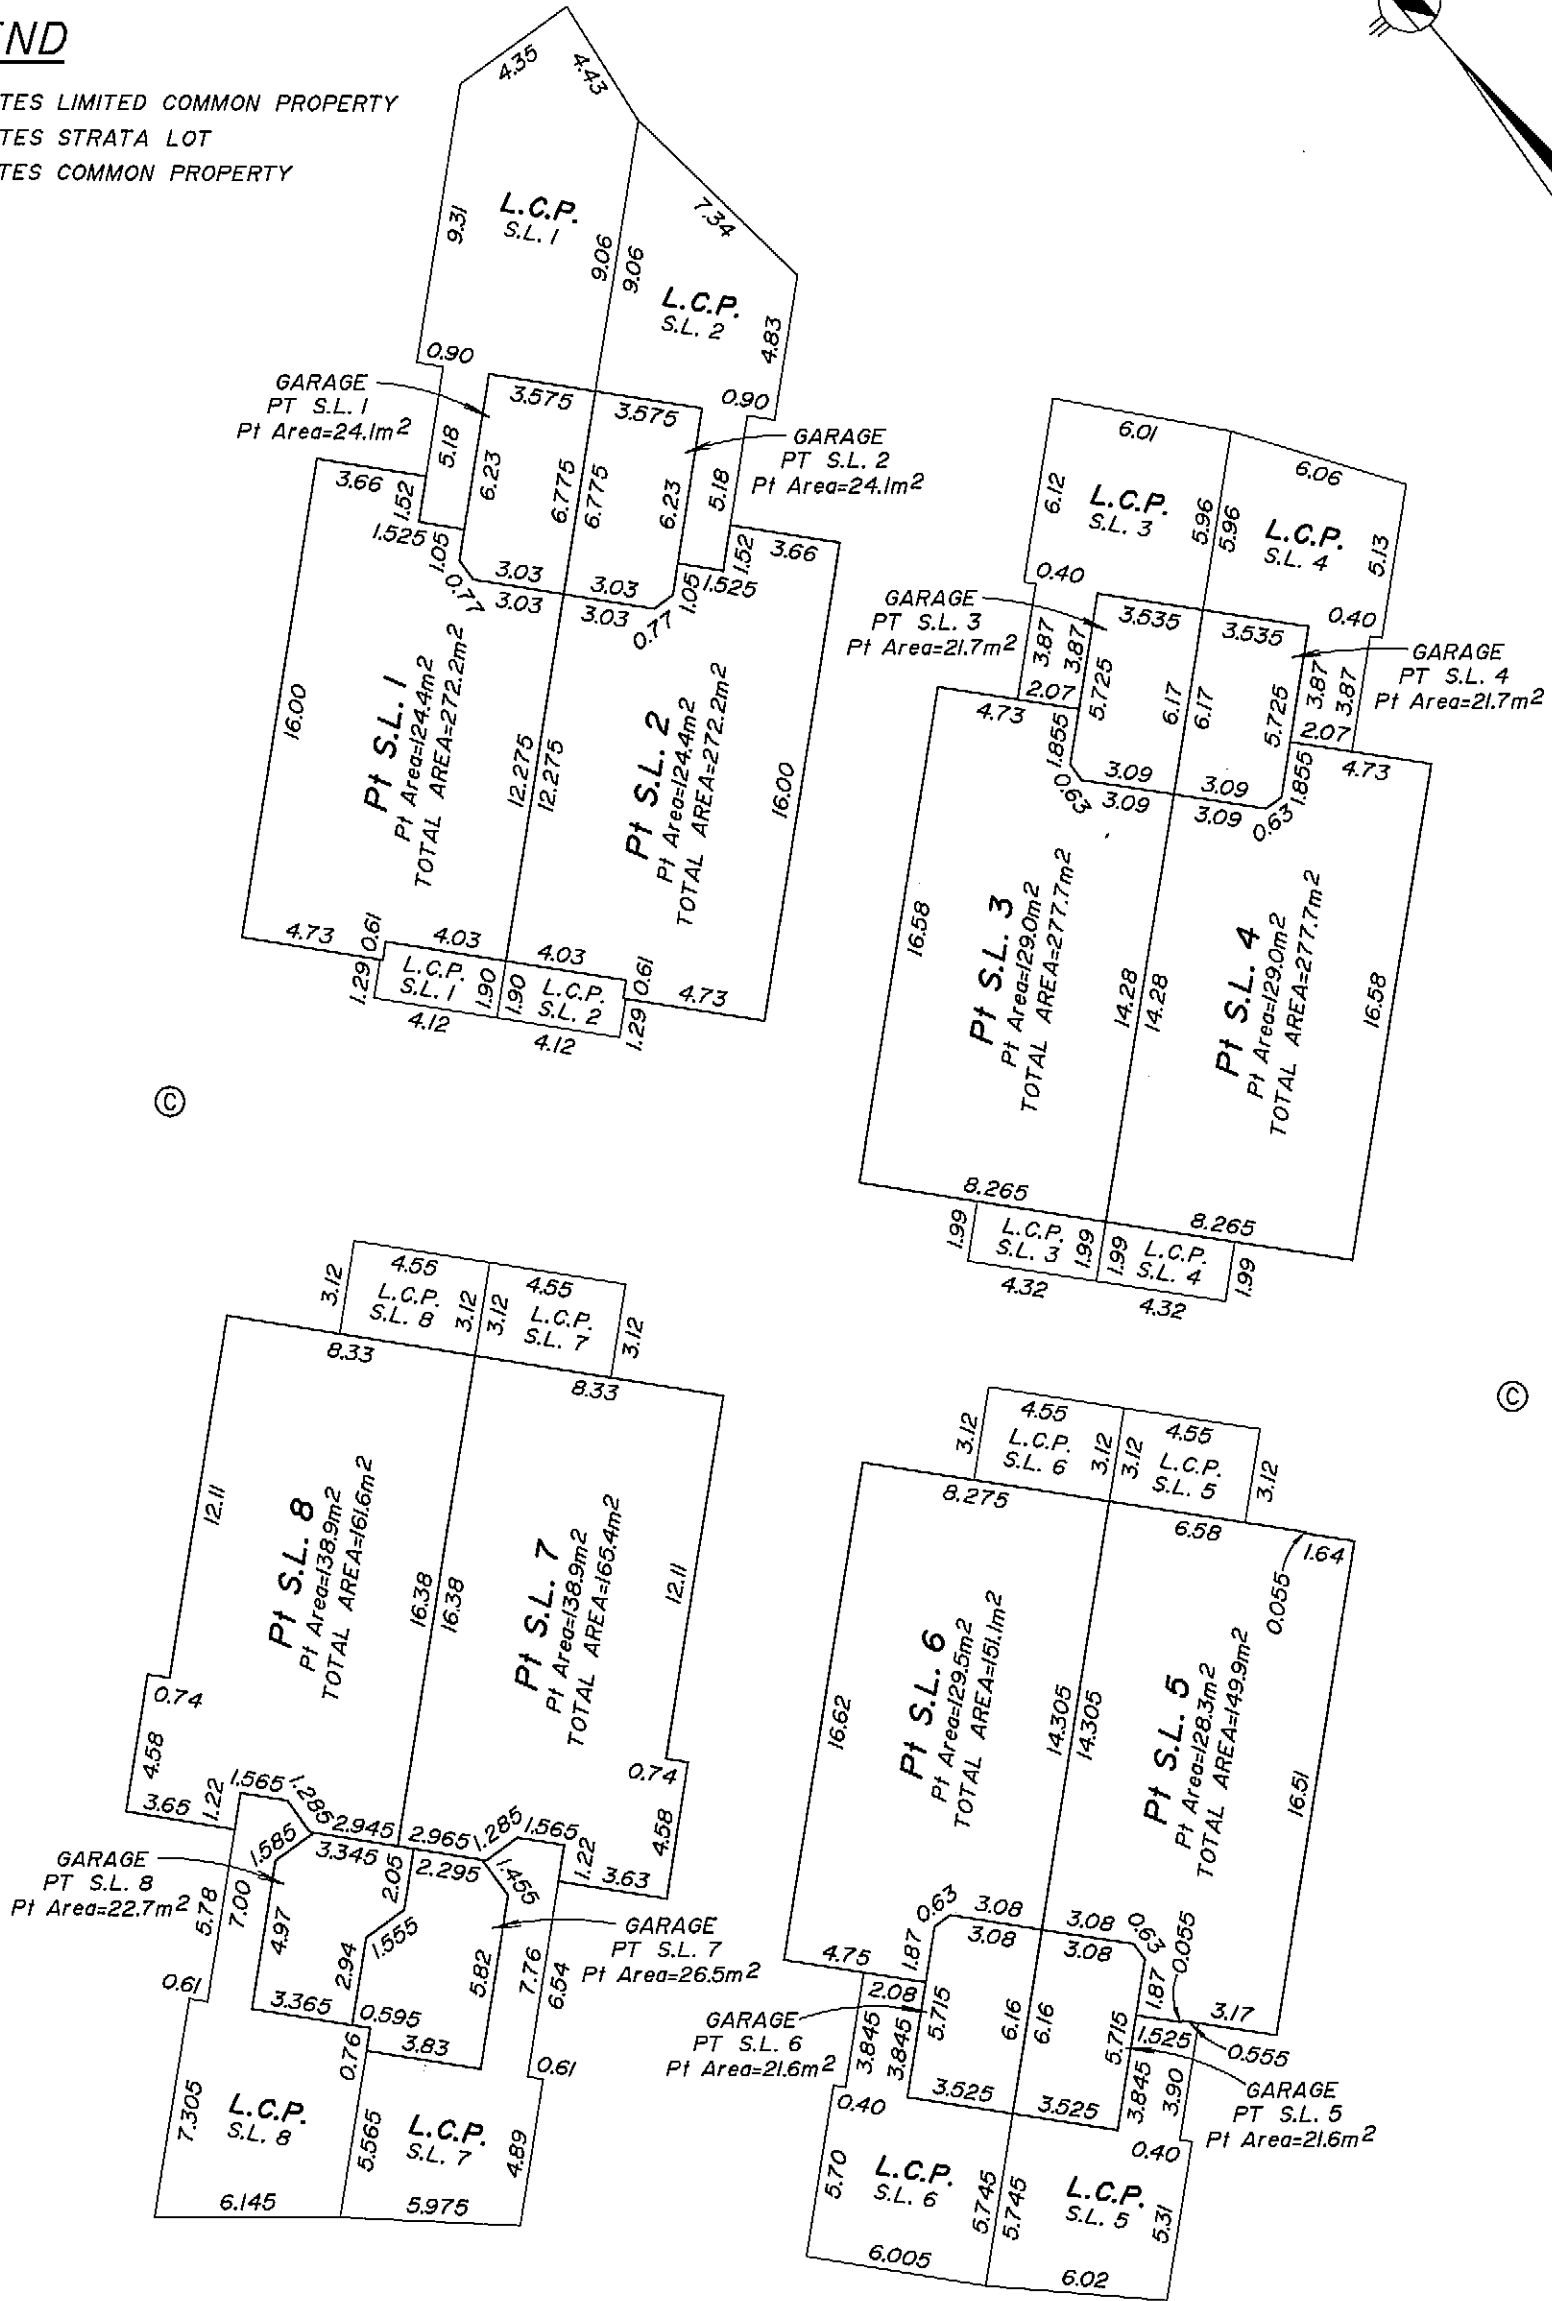 END
TES LIMITED COMMON PROPERTY
TES STRATA LOT
TES COMMON PROPERTY
4.35
4.43
7.34
9.31
L.C.P.
S.L. 1
9.06
9.06
L.C.P.
S.L. 2
4.83
0.90
0.90
GARAGE
PT S.L. 1
Pt Area=24.1m2
3.575
3.575
GARAGE
PT S.L. 2
Pt Area=24.1m2
5.18
6.23
6.775
6.775
6.23
5.18
3.66
1.52
1.525
1.05
0.77
3.03
3.03
3.03
3.03
0.77
1.05
1.525
1.52
3.66
16.00
Pt S.L. 1
Pt Area=124.4m2
TOTAL AREA=272.2m2
12.275
12.275
Pt S.L. 2
Pt Area=124.4m2
TOTAL AREA=272.2m2
16.00
4.73
0.61
4.03
4.03
0.61
4.73
1.29
L.C.P.
S.L. 1
1.90
1.90
L.C.P.
S.L. 2
1.29
4.12
4.12
©
6.01
6.06
6.12
L.C.P.
S.L. 3
5.96
5.96
L.C.P.
S.L. 4
5.13
0.40
0.40
GARAGE
PT S.L. 3
Pt Area=21.7m2
3.535
3.535
GARAGE
PT S.L. 4
Pt Area=21.7m2
3.87
3.87
5.725
6.17
6.17
5.725
3.87
3.87
4.73
2.07
1.855
0.63
3.09
3.09
3.09
3.09
0.63
1.855
2.07
4.73
16.58
Pt S.L. 3
Pt Area=129.0m2
TOTAL AREA=277.7m2
14.28
14.28
Pt S.L. 4
Pt Area=129.0m2
TOTAL AREA=277.7m2
16.58
8.265
8.265
1.99
L.C.P.
S.L. 3
1.99
1.99
L.C.P.
S.L. 4
1.99
4.32
4.32
3.12
4.55
4.55
L.C.P.
S.L. 8
3.12
3.12
L.C.P.
S.L. 7
3.12
8.33
8.33
12.11
Pt S.L. 8
Pt Area=138.9m2
TOTAL AREA=161.6m2
16.38
16.38
Pt S.L. 7
Pt Area=138.9m2
TOTAL AREA=165.4m2
12.11
0.74
0.74
4.58
4.58
3.65
1.22
1.565
1.285
2.945
2.965
1.285
1.565
1.22
3.63
GARAGE
PT S.L. 8
Pt Area=22.7m2
1.585
3.345
2.05
2.295
1.455
GARAGE
PT S.L. 7
Pt Area=26.5m2
5.78
7.00
4.97
2.94
1.555
5.82
7.76
6.54
0.61
3.365
0.595
0.76
3.83
0.61
7.305
L.C.P.
S.L. 8
5.565
L.C.P.
S.L. 7
4.89
6.145
5.975
©
3.12
4.55
4.55
L.C.P.
S.L. 6
3.12
3.12
L.C.P.
S.L. 5
3.12
8.275
6.58
1.64
0.055
16.62
Pt S.L. 6
Pt Area=129.5m2
TOTAL AREA=151.1m2
14.305
14.305
Pt S.L. 5
Pt Area=128.3m2
TOTAL AREA=149.9m2
16.51
4.75
1.87
0.63
3.08
3.08
3.08
3.08
0.63
1.87
0.055
3.17
2.08
1.525
0.555
GARAGE
PT S.L. 6
Pt Area=21.6m2
3.845
3.845
5.715
6.16
6.16
5.715
3.845
3.90
GARAGE
PT S.L. 5
Pt Area=21.6m2
0.40
3.525
3.525
0.40
5.70
L.C.P.
S.L. 6
5.745
5.745
L.C.P.
S.L. 5
5.31
6.005
6.02